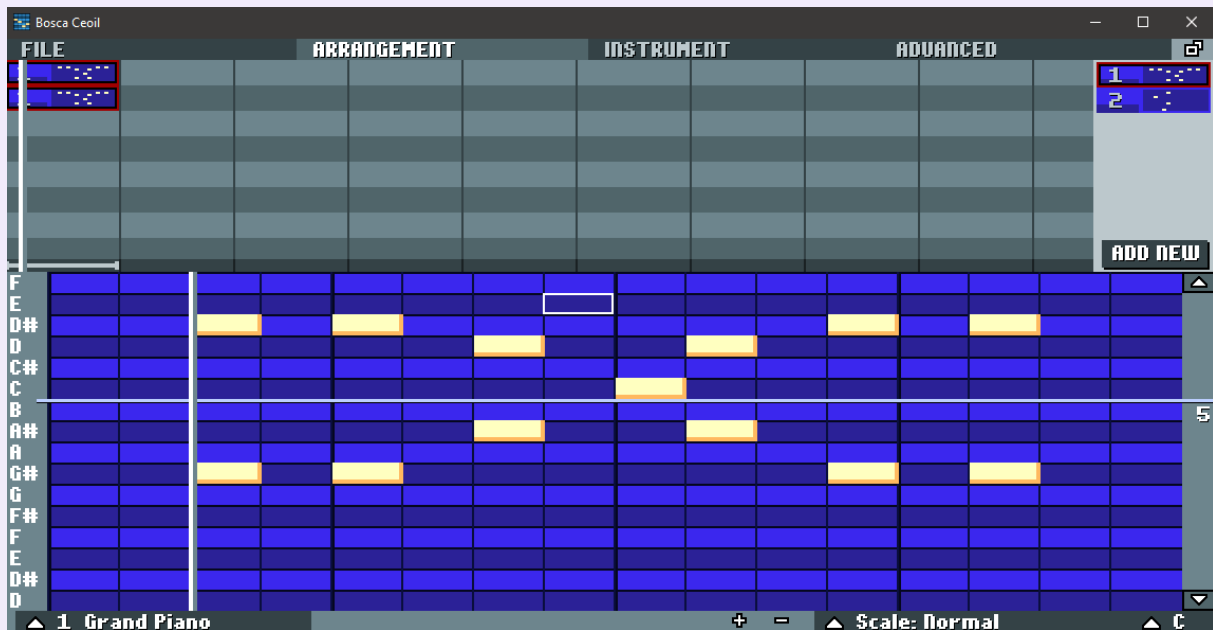 Bosca Ceoil
FILE ARRANGEMENT INSTRUMENT ADVANCED
1
2
ADD NEW
F
E
D#
D
C#
C
B
5
A#
A
G#
G
F#
F
E
D#
D
1 Grand Piano + - Scale: Normal C